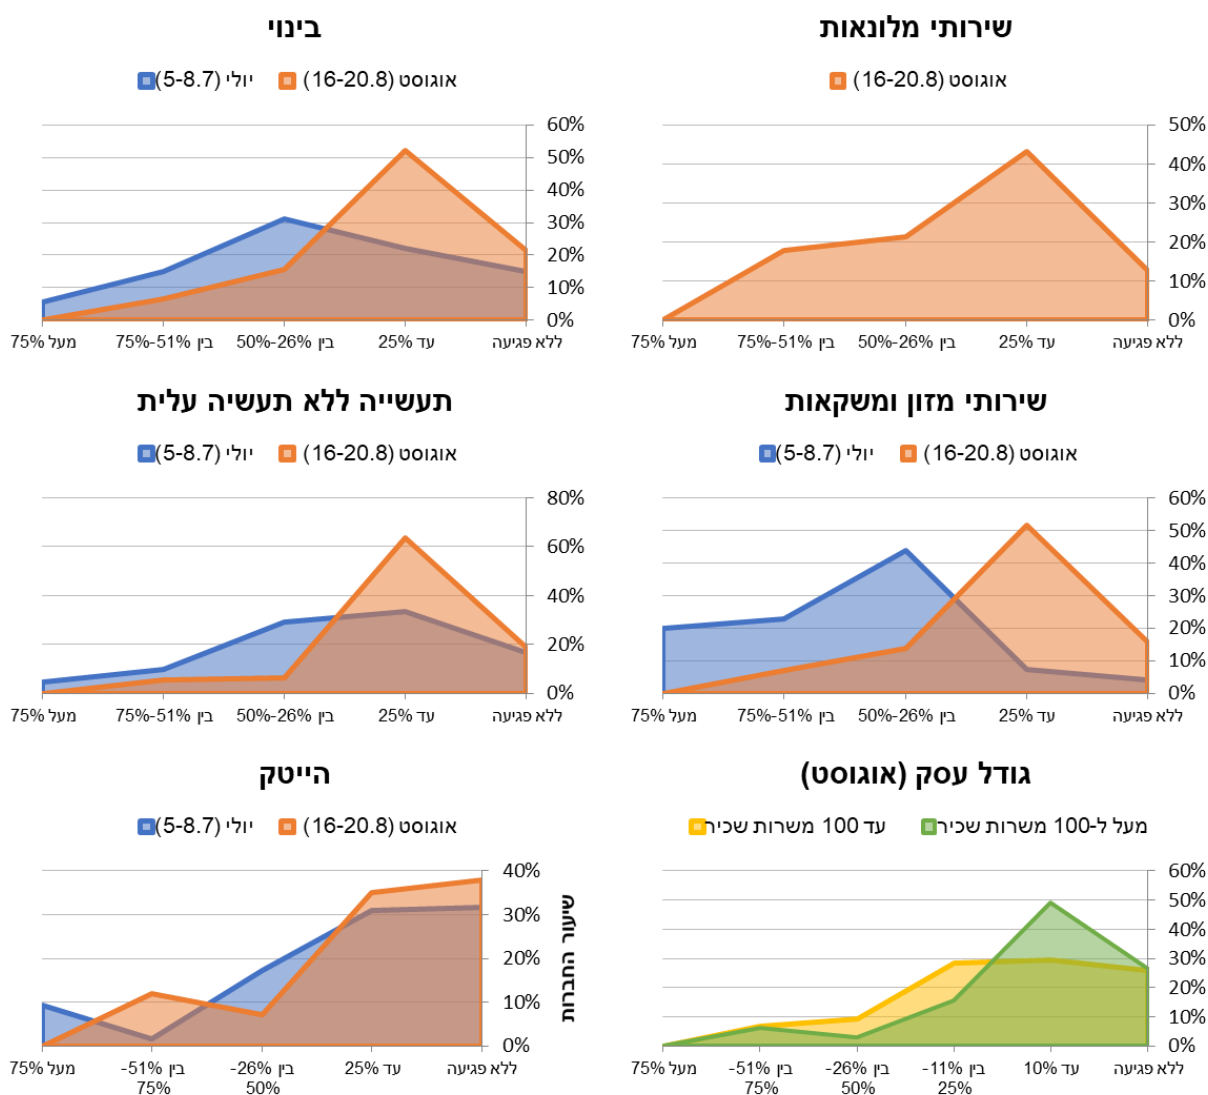 שירותי מלונאות
אוגוסט (16-20.8)
50%
40%
30%
20%
10%
0%
ללא פגיעה
עד 25%
בין 26%-50%
בין 51%-75%
מעל 75%
בינוי
יולי (5-8.7)
אוגוסט (16-20.8)
60%
50%
40%
30%
20%
10%
0%
ללא פגיעה
עד 25%
בין 26%-50%
בין 51%-75%
מעל 75%
שירותי מזון ומשקאות
יולי (5-8.7)
אוגוסט (16-20.8)
60%
50%
40%
30%
20%
10%
0%
ללא פגיעה
עד 25%
בין 26%-50%
בין 51%-75%
מעל 75%
תעשייה ללא תעשיה עלית
יולי (5-8.7)
אוגוסט (16-20.8)
80%
60%
40%
20%
0%
ללא פגיעה
עד 25%
בין 26%-50%
בין 51%-75%
מעל 75%
גודל עסק (אוגוסט)
עד 100 משרות שכיר
מעל ל-100 משרות שכיר
60%
50%
40%
30%
20%
10%
0%
ללא פגיעה
עד 10%
בין 11%-
25%
בין 26%-
50%
בין 51%-
75%
מעל 75%
הייטק
יולי (5-8.7)
אוגוסט (16-20.8)
שיעור החברות
40%
30%
20%
10%
0%
ללא פגיעה
עד 25%
בין 26%-
50%
בין 51%-
75%
מעל 75%